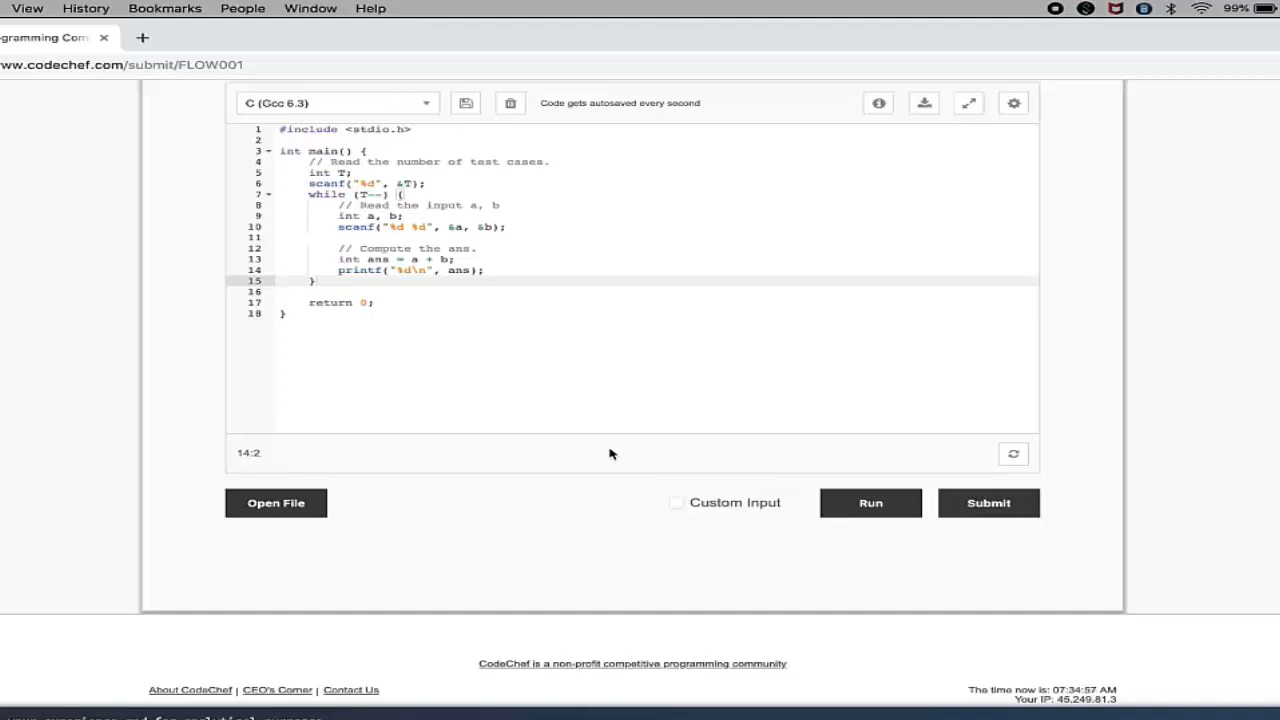 View History Bookmarks People Window Help 99%
gramming Com × +
ww.codechef.com/submit/FLOW001
C (Gcc 6.3) Code gets autosaved every second
1 #include <stdio.h>
2
3 int main() {
4 // Read the number of test cases.
5 int T;
6 scanf("%d", &T);
7 while (T--) {
8 // Read the input a, b
9 int a, b;
10 scanf("%d %d", &a, &b);
11
12 // Compute the ans.
13 int ans = a + b;
14 printf("%d\n", ans);
15 }
16
17 return 0;
18 }
14:2
Open File Custom Input Run Submit
CodeChef is a non-profit competitive programming community
About CodeChef | CEO's Corner | Contact Us The time now is: 07:34:57 AM
Your IP: 45.249.81.3